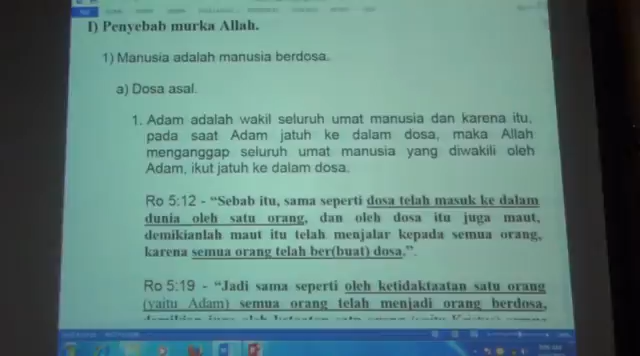 I) Penyebab murka Allah.
1) Manusia adalah manusia berdosa.
a) Dosa asal.
1. Adam adalah wakil seluruh umat manusia dan karena itu,
pada saat Adam jatuh ke dalam dosa, maka Allah
menganggap seluruh umat manusia yang diwakili oleh
Adam, ikut jatuh ke dalam dosa.
Ro 5:12 - “Sebab itu, sama seperti dosa telah masuk ke dalam
dunia oleh satu orang, dan oleh dosa itu juga maut,
demikianlah maut itu telah menjalar kepada semua orang,
karena semua orang telah ber(buat) dosa.”.
Ro 5:19 - “Jadi sama seperti oleh ketidaktaatan satu orang
(yaitu Adam) semua orang telah menjadi orang berdosa,